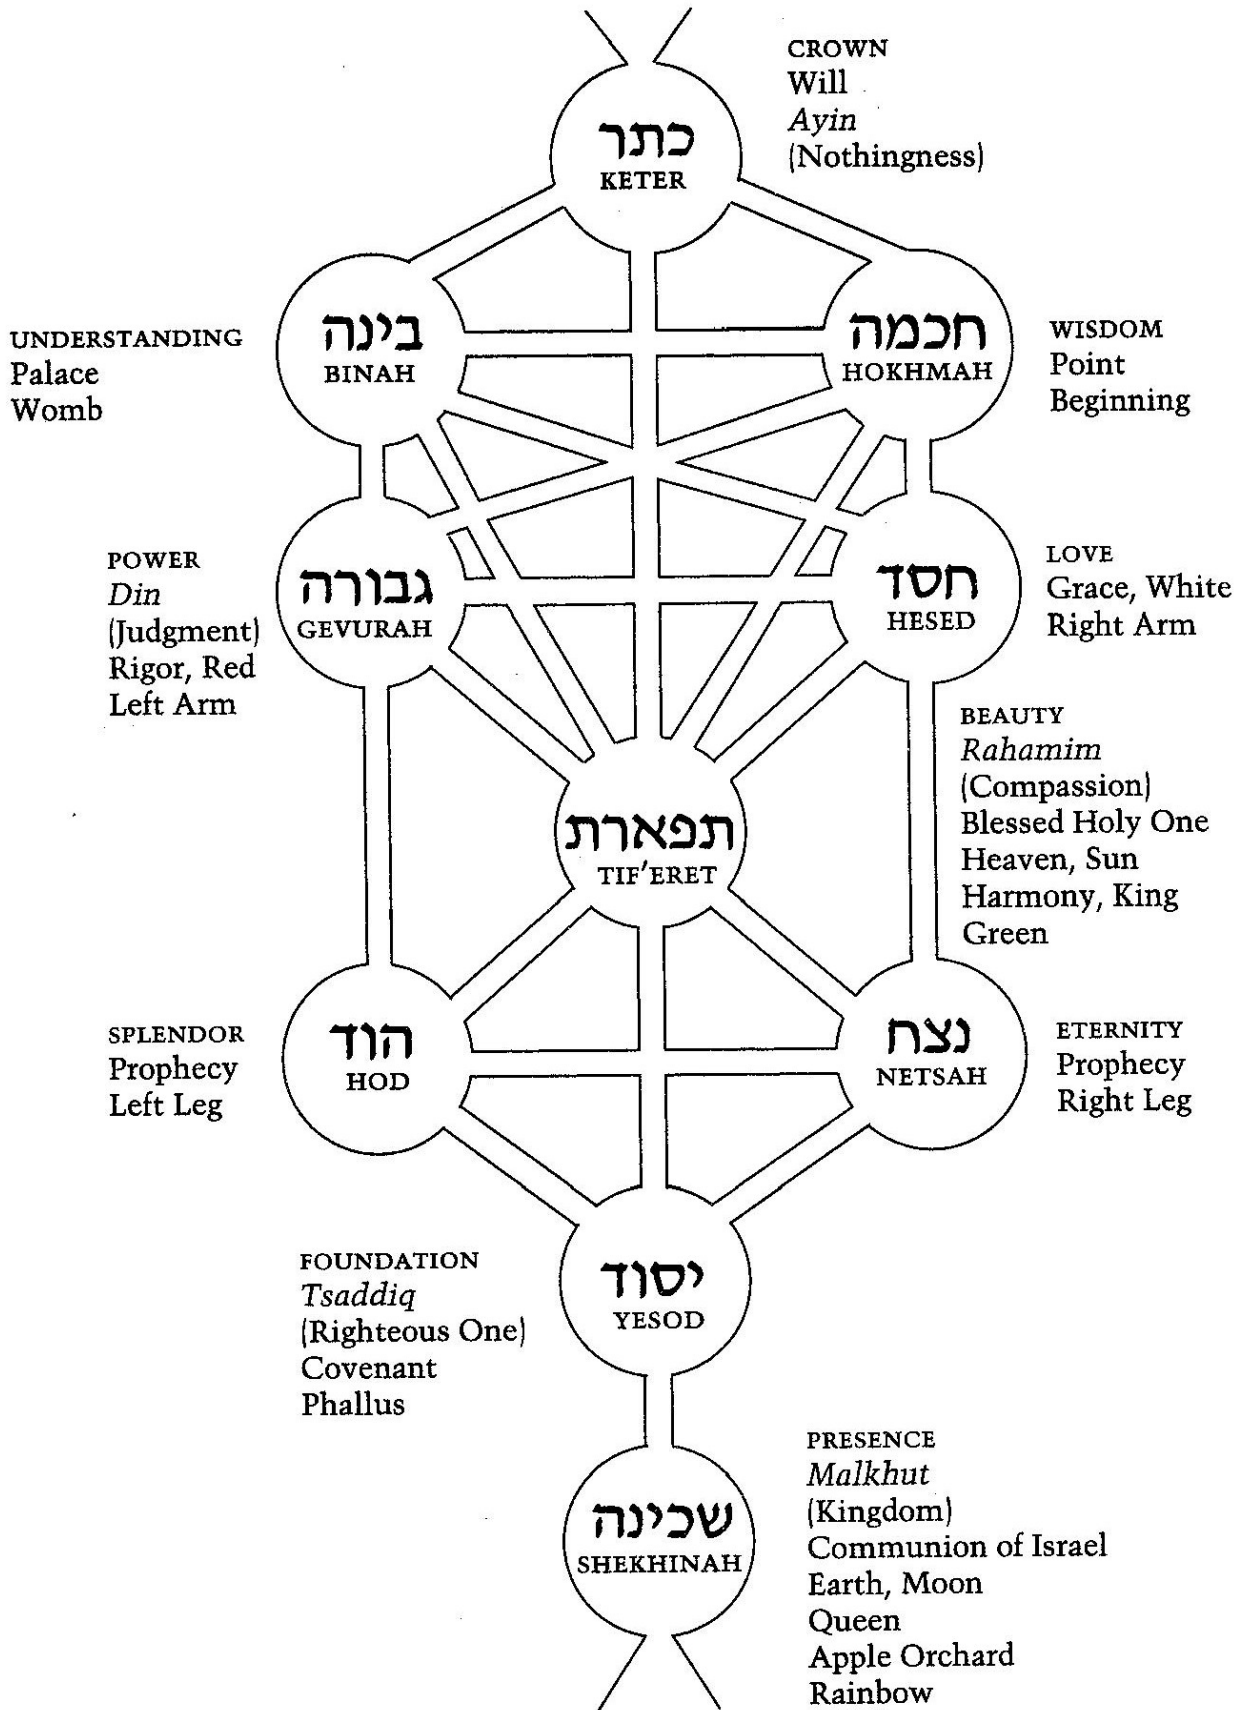 CROWN
Will
Ayin
(Nothingness)
כתר
KETER
UNDERSTANDING
Palace
Womb
בינה
BINAH
חכמה
HOKHMAH
WISDOM
Point
Beginning
POWER
Din
(Judgment)
Rigor, Red
Left Arm
גבורה
GEVURAH
חסד
HESED
LOVE
Grace, White
Right Arm
BEAUTY
Rahamim
(Compassion)
Blessed Holy One
Heaven, Sun
Harmony, King
Green
תפארת
TIF'ERET
SPLENDOR
Prophecy
Left Leg
הוד
HOD
נצח
NETSAH
ETERNITY
Prophecy
Right Leg
FOUNDATION
Tsaddiq
(Righteous One)
Covenant
Phallus
יסוד
YESOD
PRESENCE
Malkhut
(Kingdom)
Communion of Israel
Earth, Moon
Queen
Apple Orchard
Rainbow
שכינה
SHEKHINAH